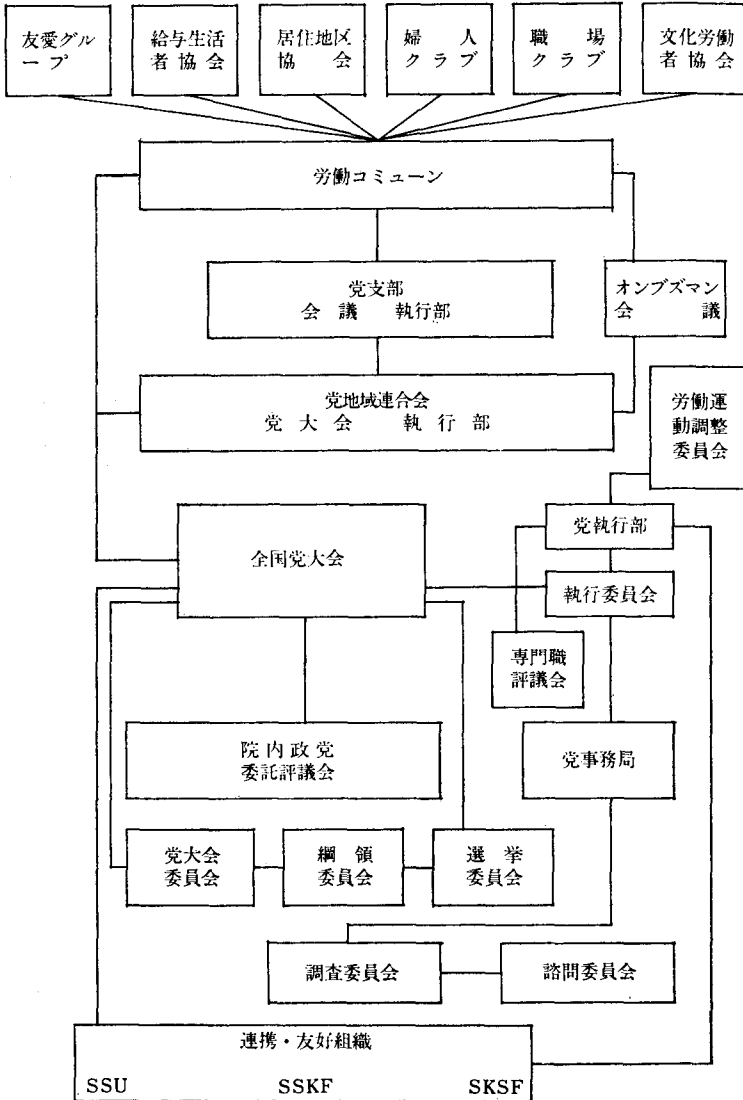 友愛グル
ープ
給与生活
者協会
居住地区
協会
婦人
クラブ
職場
クラブ
文化労働
者協会
労働コミューン
党支部
会議 執行部
オンブズマン
会議
党地域連合会
党大会 執行部
労働運
動調整
委員会
全国党大会
党執行部
執行委員会
専門職
評議会
院内政党
委託評議会
党事務局
党大会
委員会
綱領
委員会
選挙
委員会
調査委員会
諮問委員会
連携・友好組織
SSU SSKF SKSF